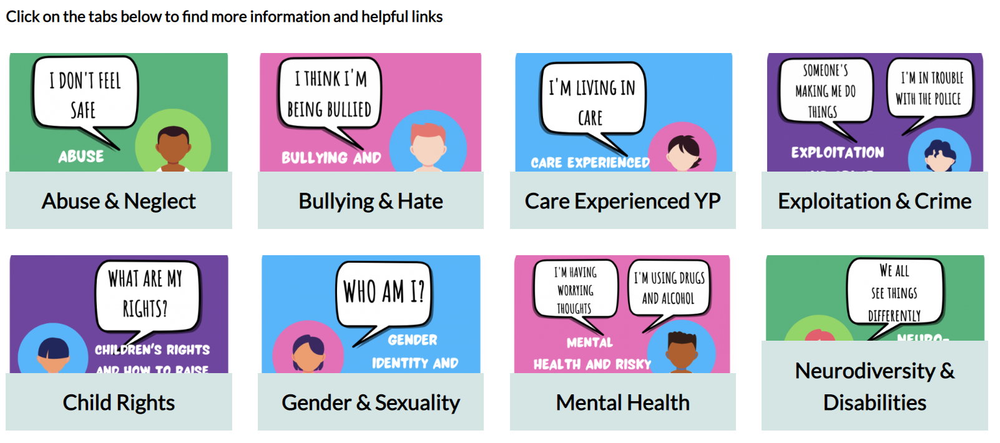 Click on the tabs below to find more information and helpful links
I DON'T FEEL
SAFE
ABUSE
Abuse & Neglect
I THINK I'M
BEING BULLIED
BULLYING AND
Bullying & Hate
I'M LIVING IN
CARE
CARE EXPERIENCED
Care Experienced YP
SOMEONE'S
MAKING ME DO
THINGS
I'M IN TROUBLE
WITH THE POLICE
EXPLOITATION
Exploitation & Crime
WHAT ARE MY
RIGHTS?
CHILDREN'S RIGHTS
AND HOW TO RAISE
Child Rights
WHO AM I?
GENDER
IDENTITY AND
Gender & Sexuality
I'M HAVING
WORRYING
THOUGHTS
I'M USING DRUGS
AND ALCOHOL
MENTAL
HEALTH AND RISKY
Mental Health
WE ALL
SEE THINGS
DIFFERENTLY
NEURO-
Neurodiversity &
Disabilities